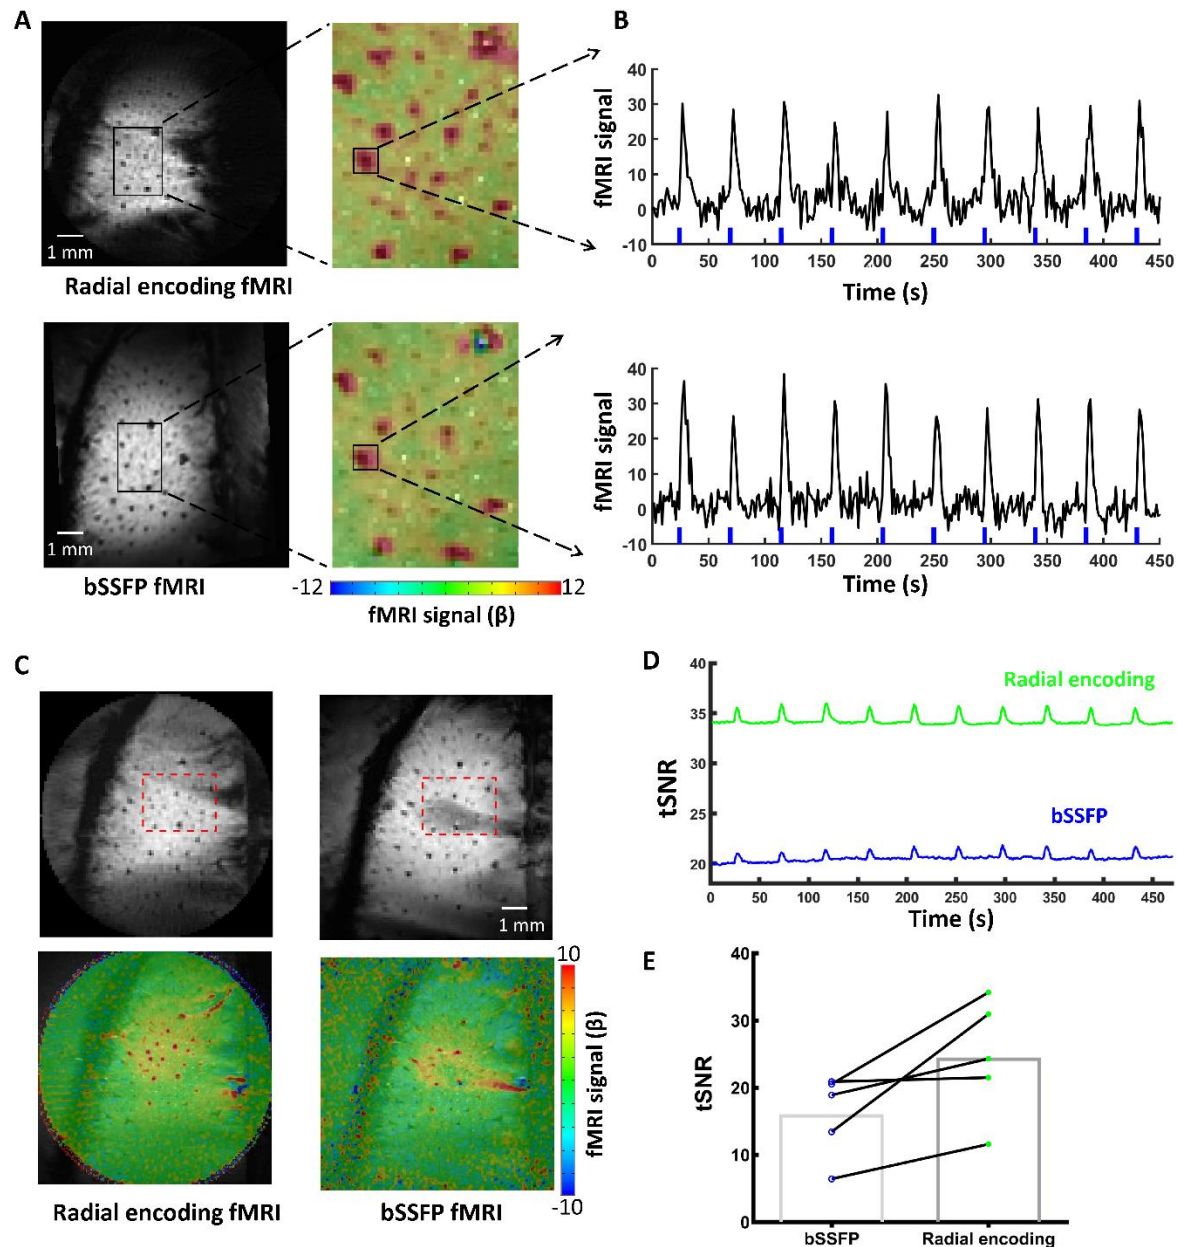 A
B
1 mm
Radial encoding fMRI
fMRI signal
40
30
20
10
0
-10
0 50 100 150 200 250 300 350 400 450
Time (s)
1 mm
bSSFP fMRI
-12 12
fMRI signal (β)
fMRI signal
40
30
20
10
0
-10
0 50 100 150 200 250 300 350 400 450
Time (s)
C
1 mm
10
fMRI signal (β)
-10
Radial encoding fMRI
bSSFP fMRI
D
tSNR
40
35
30
25
20
Radial encoding
bSSFP
0 50 100 150 200 250 300 350 400 450
Time (s)
E
tSNR
40
30
20
10
0
bSSFP Radial encoding